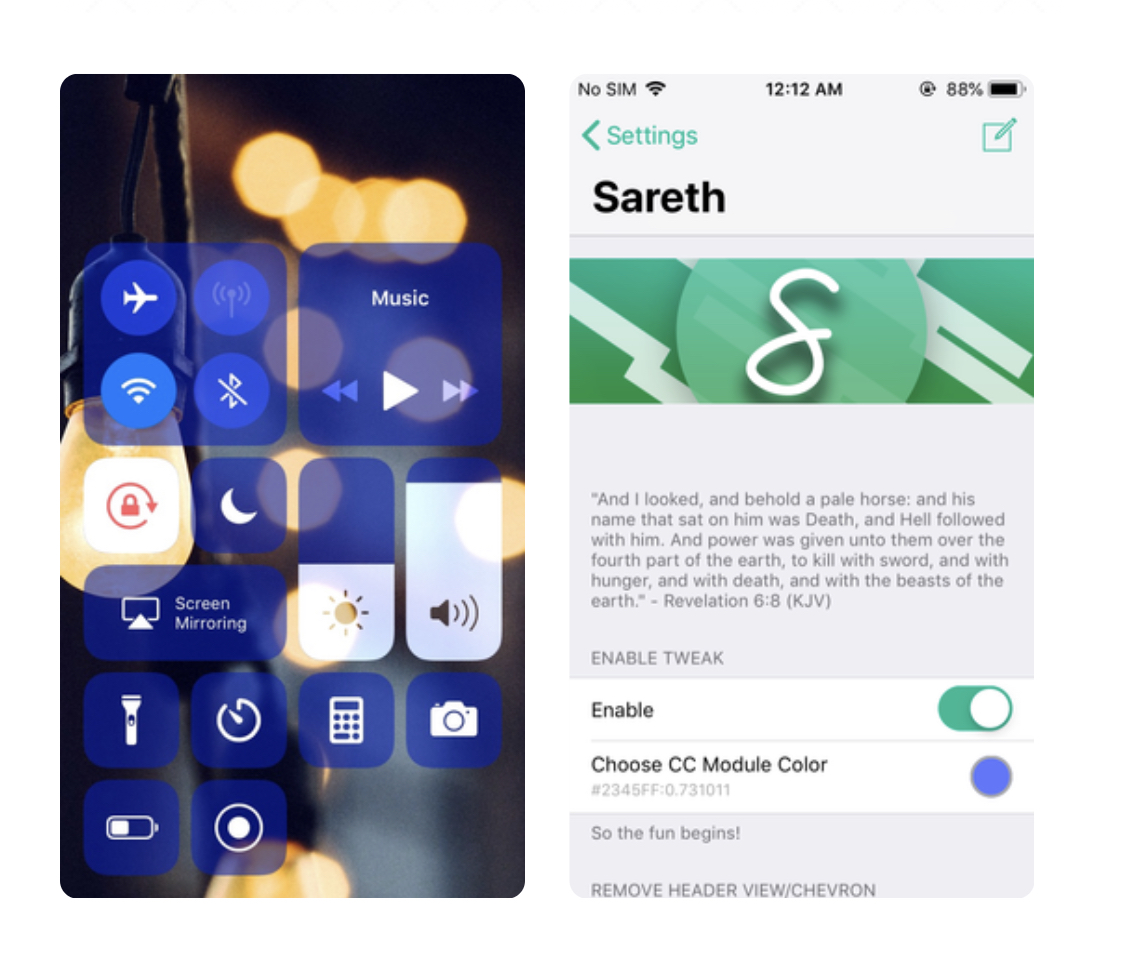 Music
Screen
Mirroring
No SIM 12:12 AM 88%
Settings
Sareth
"And I looked, and behold a pale horse: and his
name that sat on him was Death, and Hell followed
with him. And power was given unto them over the
fourth part of the earth, to kill with sword, and with
hunger, and with death, and with the beasts of the
earth." - Revelation 6:8 (KJV)
ENABLE TWEAK
Enable
Choose CC Module Color
#2345FF:0.731011
So the fun begins!
REMOVE HEADER VIEW/CHEVRON